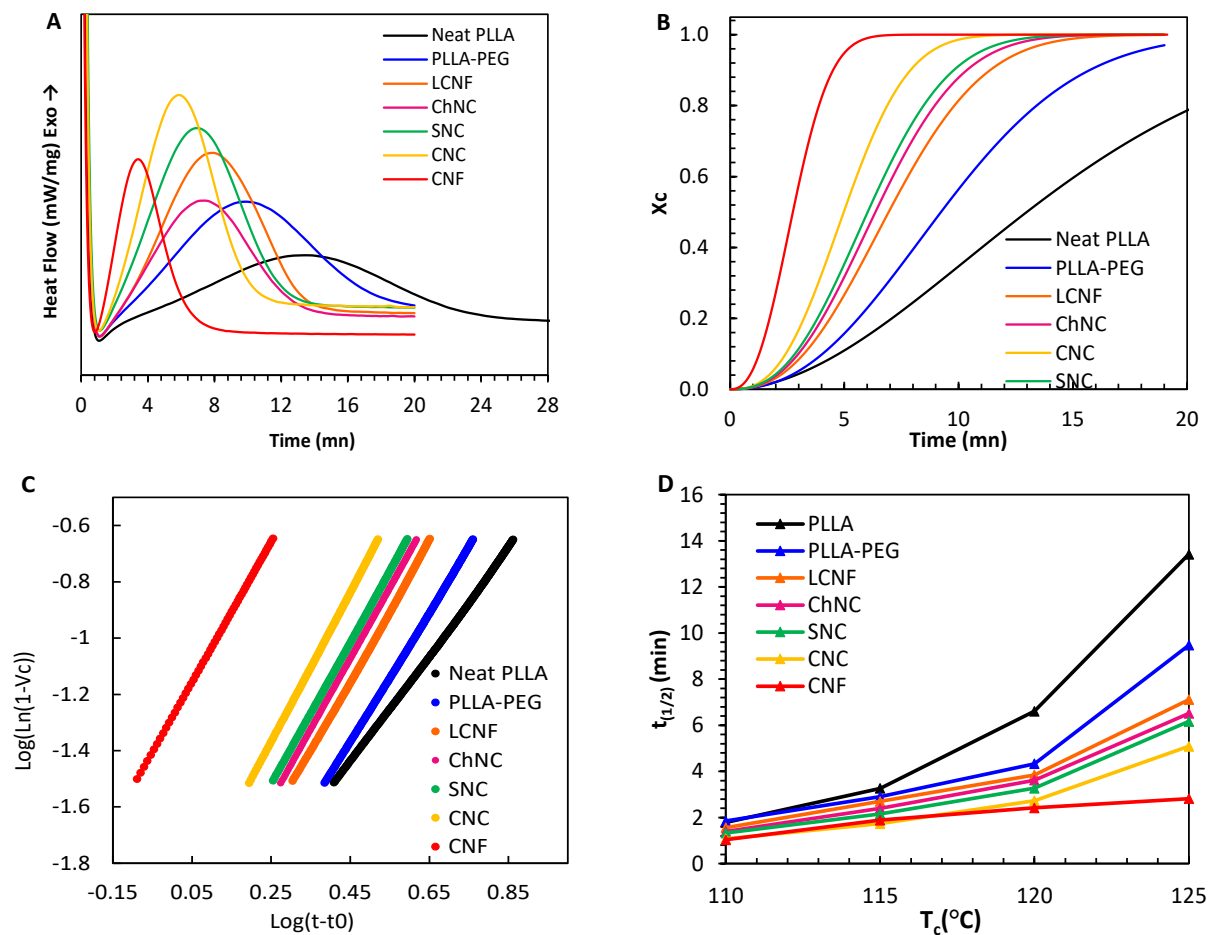 A
Heat Flow (mW/mg) Exo →
Neat PLLA
PLLA-PEG
LCNF
ChNC
SNC
CNC
CNF
0 4 8 12 16 20 24 28
Time (mn)
B
Xc
1.0
0.8
0.6
0.4
0.2
0.0
Neat PLLA
PLLA-PEG
LCNF
ChNC
CNC
SNC
0 5 10 15 20
Time (mn)
C
Log(Ln(1-Vc))
-0.6
-0.8
-1
-1.2
-1.4
-1.6
-1.8
Neat PLLA
PLLA-PEG
LCNF
ChNC
SNC
CNC
CNF
-0.15 0.05 0.25 0.45 0.65 0.85
Log(t-t0)
D
t(1/2) (min)
16
14
12
10
8
6
4
2
0
PLLA
PLLA-PEG
LCNF
ChNC
SNC
CNC
CNF
110 115 120 125
Tc(°C)